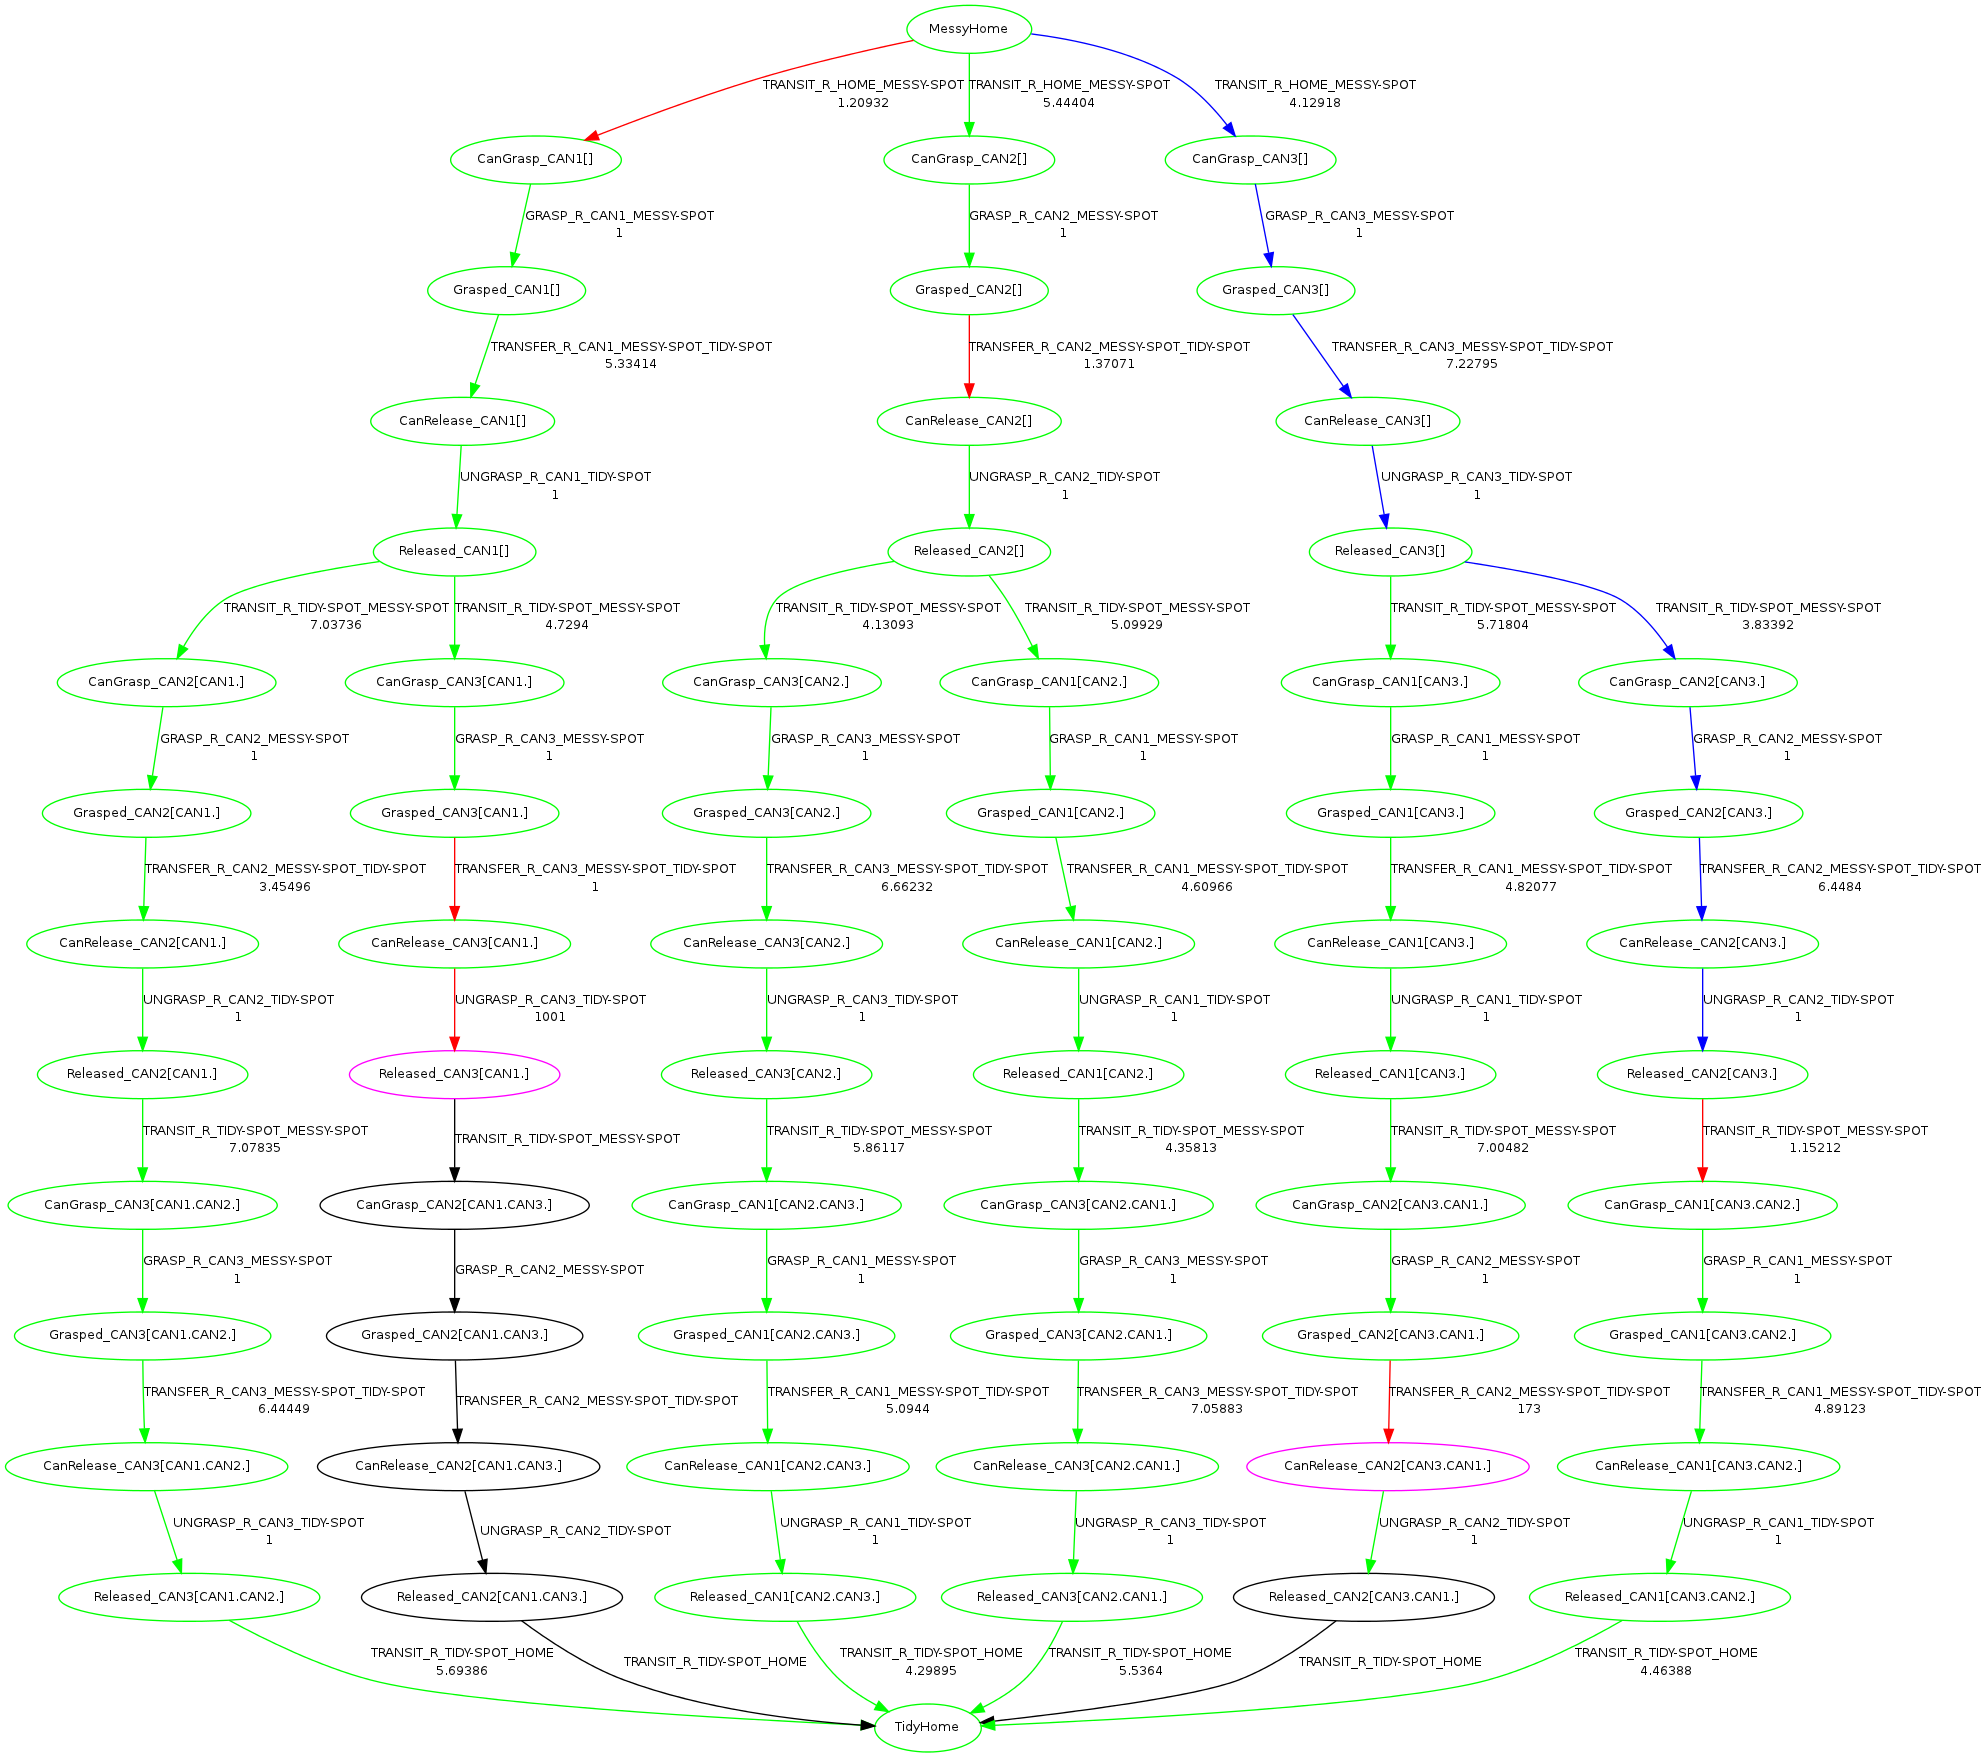 MessyHome
TRANSIT_R_HOME_MESSY-SPOT
1.20932
TRANSIT_R_HOME_MESSY-SPOT
5.44404
TRANSIT_R_HOME_MESSY-SPOT
4.12918
CanGrasp_CAN1[]
CanGrasp_CAN2[]
CanGrasp_CAN3[]
GRASP_R_CAN1_MESSY-SPOT
1
GRASP_R_CAN2_MESSY-SPOT
1
GRASP_R_CAN3_MESSY-SPOT
1
Grasped_CAN1[]
Grasped_CAN2[]
Grasped_CAN3[]
TRANSFER_R_CAN1_MESSY-SPOT_TIDY-SPOT
5.33414
TRANSFER_R_CAN2_MESSY-SPOT_TIDY-SPOT
1.37071
TRANSFER_R_CAN3_MESSY-SPOT_TIDY-SPOT
7.22795
CanRelease_CAN1[]
CanRelease_CAN2[]
CanRelease_CAN3[]
UNGRASP_R_CAN1_TIDY-SPOT
1
UNGRASP_R_CAN2_TIDY-SPOT
1
UNGRASP_R_CAN3_TIDY-SPOT
1
Released_CAN1[]
Released_CAN2[]
Released_CAN3[]
TRANSIT_R_TIDY-SPOT_MESSY-SPOT
7.03736
TRANSIT_R_TIDY-SPOT_MESSY-SPOT
4.7294
TRANSIT_R_TIDY-SPOT_MESSY-SPOT
4.13093
TRANSIT_R_TIDY-SPOT_MESSY-SPOT
5.09929
TRANSIT_R_TIDY-SPOT_MESSY-SPOT
5.71804
TRANSIT_R_TIDY-SPOT_MESSY-SPOT
3.83392
CanGrasp_CAN2[CAN1.]
CanGrasp_CAN3[CAN1.]
CanGrasp_CAN3[CAN2.]
CanGrasp_CAN1[CAN2.]
CanGrasp_CAN1[CAN3.]
CanGrasp_CAN2[CAN3.]
GRASP_R_CAN2_MESSY-SPOT
1
GRASP_R_CAN3_MESSY-SPOT
1
GRASP_R_CAN3_MESSY-SPOT
1
GRASP_R_CAN1_MESSY-SPOT
1
GRASP_R_CAN1_MESSY-SPOT
1
GRASP_R_CAN2_MESSY-SPOT
1
Grasped_CAN2[CAN1.]
Grasped_CAN3[CAN1.]
Grasped_CAN3[CAN2.]
Grasped_CAN1[CAN2.]
Grasped_CAN1[CAN3.]
Grasped_CAN2[CAN3.]
TRANSFER_R_CAN2_MESSY-SPOT_TIDY-SPOT
3.45496
TRANSFER_R_CAN3_MESSY-SPOT_TIDY-SPOT
1
TRANSFER_R_CAN3_MESSY-SPOT_TIDY-SPOT
6.66232
TRANSFER_R_CAN1_MESSY-SPOT_TIDY-SPOT
4.60966
TRANSFER_R_CAN1_MESSY-SPOT_TIDY-SPOT
4.82077
TRANSFER_R_CAN2_MESSY-SPOT_TIDY-SPOT
6.4484
CanRelease_CAN2[CAN1.]
CanRelease_CAN3[CAN1.]
CanRelease_CAN3[CAN2.]
CanRelease_CAN1[CAN2.]
CanRelease_CAN1[CAN3.]
CanRelease_CAN2[CAN3.]
UNGRASP_R_CAN2_TIDY-SPOT
1
UNGRASP_R_CAN3_TIDY-SPOT
1001
UNGRASP_R_CAN3_TIDY-SPOT
1
UNGRASP_R_CAN1_TIDY-SPOT
1
UNGRASP_R_CAN1_TIDY-SPOT
1
UNGRASP_R_CAN2_TIDY-SPOT
1
Released_CAN2[CAN1.]
Released_CAN3[CAN1.]
Released_CAN3[CAN2.]
Released_CAN1[CAN2.]
Released_CAN1[CAN3.]
Released_CAN2[CAN3.]
TRANSIT_R_TIDY-SPOT_MESSY-SPOT
7.07835
TRANSIT_R_TIDY-SPOT_MESSY-SPOT
TRANSIT_R_TIDY-SPOT_MESSY-SPOT
5.86117
TRANSIT_R_TIDY-SPOT_MESSY-SPOT
4.35813
TRANSIT_R_TIDY-SPOT_MESSY-SPOT
7.00482
TRANSIT_R_TIDY-SPOT_MESSY-SPOT
1.15212
CanGrasp_CAN3[CAN1.CAN2.]
CanGrasp_CAN2[CAN1.CAN3.]
CanGrasp_CAN1[CAN2.CAN3.]
CanGrasp_CAN3[CAN2.CAN1.]
CanGrasp_CAN2[CAN3.CAN1.]
CanGrasp_CAN1[CAN3.CAN2.]
GRASP_R_CAN3_MESSY-SPOT
1
GRASP_R_CAN2_MESSY-SPOT
GRASP_R_CAN1_MESSY-SPOT
1
GRASP_R_CAN3_MESSY-SPOT
1
GRASP_R_CAN2_MESSY-SPOT
1
GRASP_R_CAN1_MESSY-SPOT
1
Grasped_CAN3[CAN1.CAN2.]
Grasped_CAN2[CAN1.CAN3.]
Grasped_CAN1[CAN2.CAN3.]
Grasped_CAN3[CAN2.CAN1.]
Grasped_CAN2[CAN3.CAN1.]
Grasped_CAN1[CAN3.CAN2.]
TRANSFER_R_CAN3_MESSY-SPOT_TIDY-SPOT
6.44449
TRANSFER_R_CAN2_MESSY-SPOT_TIDY-SPOT
TRANSFER_R_CAN1_MESSY-SPOT_TIDY-SPOT
5.0944
TRANSFER_R_CAN3_MESSY-SPOT_TIDY-SPOT
7.05883
TRANSFER_R_CAN2_MESSY-SPOT_TIDY-SPOT
173
TRANSFER_R_CAN1_MESSY-SPOT_TIDY-SPOT
4.89123
CanRelease_CAN3[CAN1.CAN2.]
CanRelease_CAN2[CAN1.CAN3.]
CanRelease_CAN1[CAN2.CAN3.]
CanRelease_CAN3[CAN2.CAN1.]
CanRelease_CAN2[CAN3.CAN1.]
CanRelease_CAN1[CAN3.CAN2.]
UNGRASP_R_CAN3_TIDY-SPOT
1
UNGRASP_R_CAN2_TIDY-SPOT
UNGRASP_R_CAN1_TIDY-SPOT
1
UNGRASP_R_CAN3_TIDY-SPOT
1
UNGRASP_R_CAN2_TIDY-SPOT
1
UNGRASP_R_CAN1_TIDY-SPOT
1
Released_CAN3[CAN1.CAN2.]
Released_CAN2[CAN1.CAN3.]
Released_CAN1[CAN2.CAN3.]
Released_CAN3[CAN2.CAN1.]
Released_CAN2[CAN3.CAN1.]
Released_CAN1[CAN3.CAN2.]
TRANSIT_R_TIDY-SPOT_HOME
5.69386
TRANSIT_R_TIDY-SPOT_HOME
TRANSIT_R_TIDY-SPOT_HOME
4.29895
TRANSIT_R_TIDY-SPOT_HOME
5.5364
TRANSIT_R_TIDY-SPOT_HOME
TRANSIT_R_TIDY-SPOT_HOME
4.46388
TidyHome